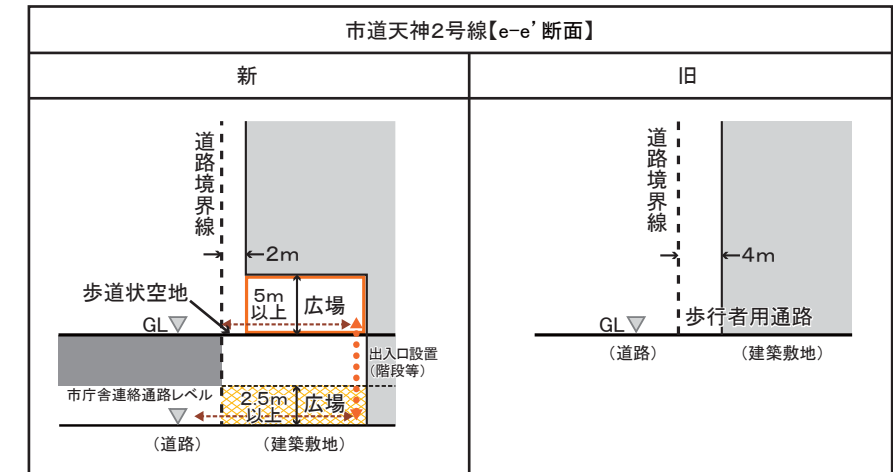 市道天神2号線【e-e’断面】
新
旧
道路境界線
2m
歩道状空地
5m
以上
広場
GL
出入口設置
（階段等）
市庁舎連絡通路レベル
2.5m
以上
広場
（道路）
（建築敷地）
道路境界線
4m
GL
歩行者用通路
（道路）
（建築敷地）